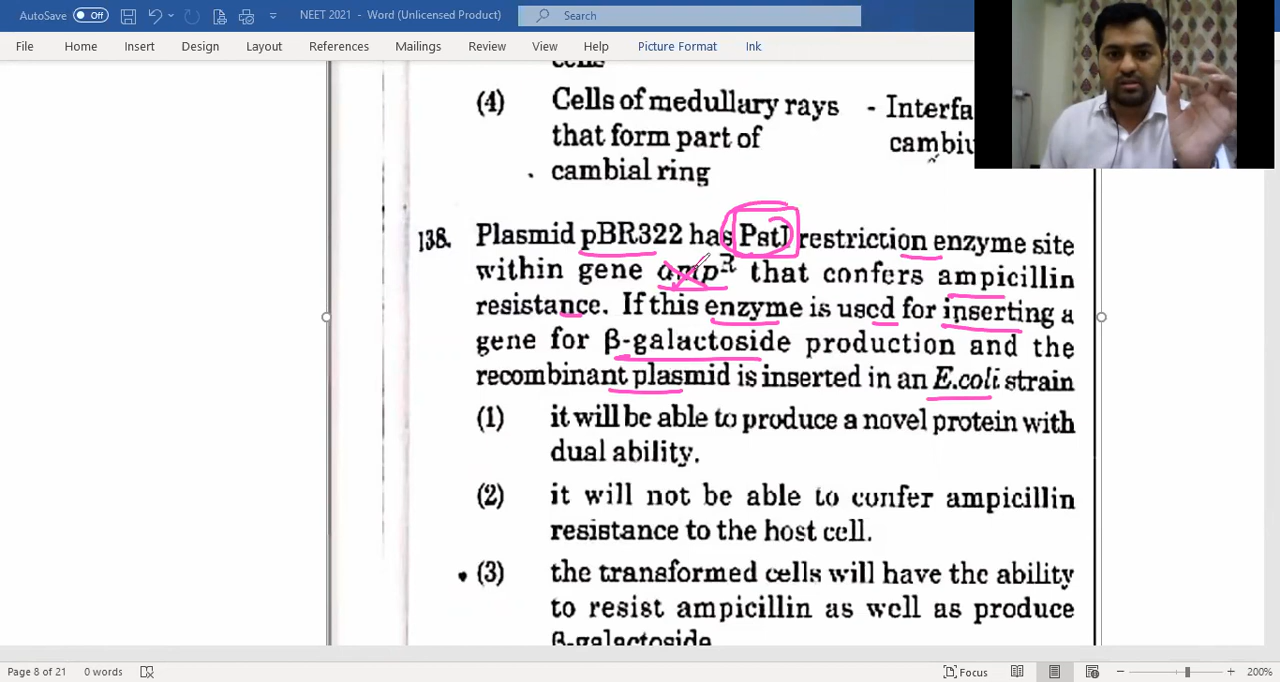 AutoSave Off NEET 2021 - Word (Unlicensed Product) Search
File Home Insert Design Layout References Mailings Review View Help Picture Format Ink
cells
(4) Cells of medullary rays - Interfa
that form part of cambiu
cambial ring
138. Plasmid pBR322 has PstI restriction enzyme site
within gene ampR that confers ampicillin
resistance. If this enzyme is used for inserting a
gene for β-galactoside production and the
recombinant plasmid is inserted in an E.coli strain
(1) it will be able to produce a novel protein with
dual ability.
(2) it will not be able to confer ampicillin
resistance to the host cell.
(3) the transformed cells will have the ability
to resist ampicillin as well as produce
β-galactoside
Page 8 of 21 0 words Focus 200%